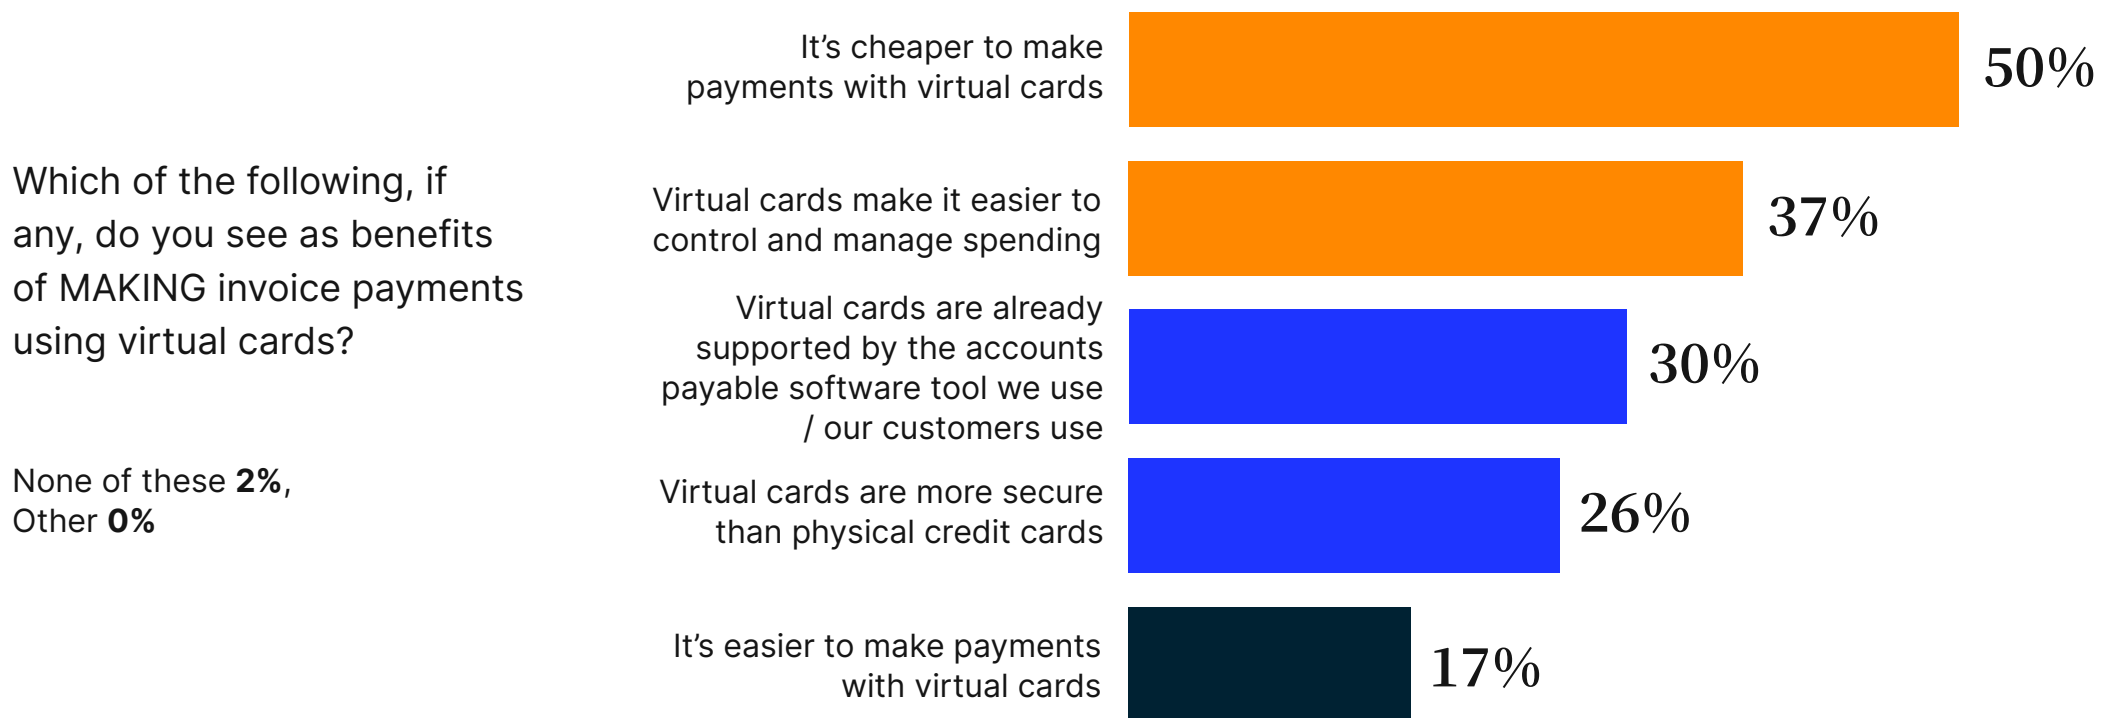 Which of the following, if
any, do you see as benefits
of MAKING invoice payments
using virtual cards?
None of these 2%,
Other 0%
It’s cheaper to make
payments with virtual cards
50%
Virtual cards make it easier to
control and manage spending
37%
Virtual cards are already
supported by the accounts
payable software tool we use
/ our customers use
30%
Virtual cards are more secure
than physical credit cards
26%
It’s easier to make payments
with virtual cards
17%